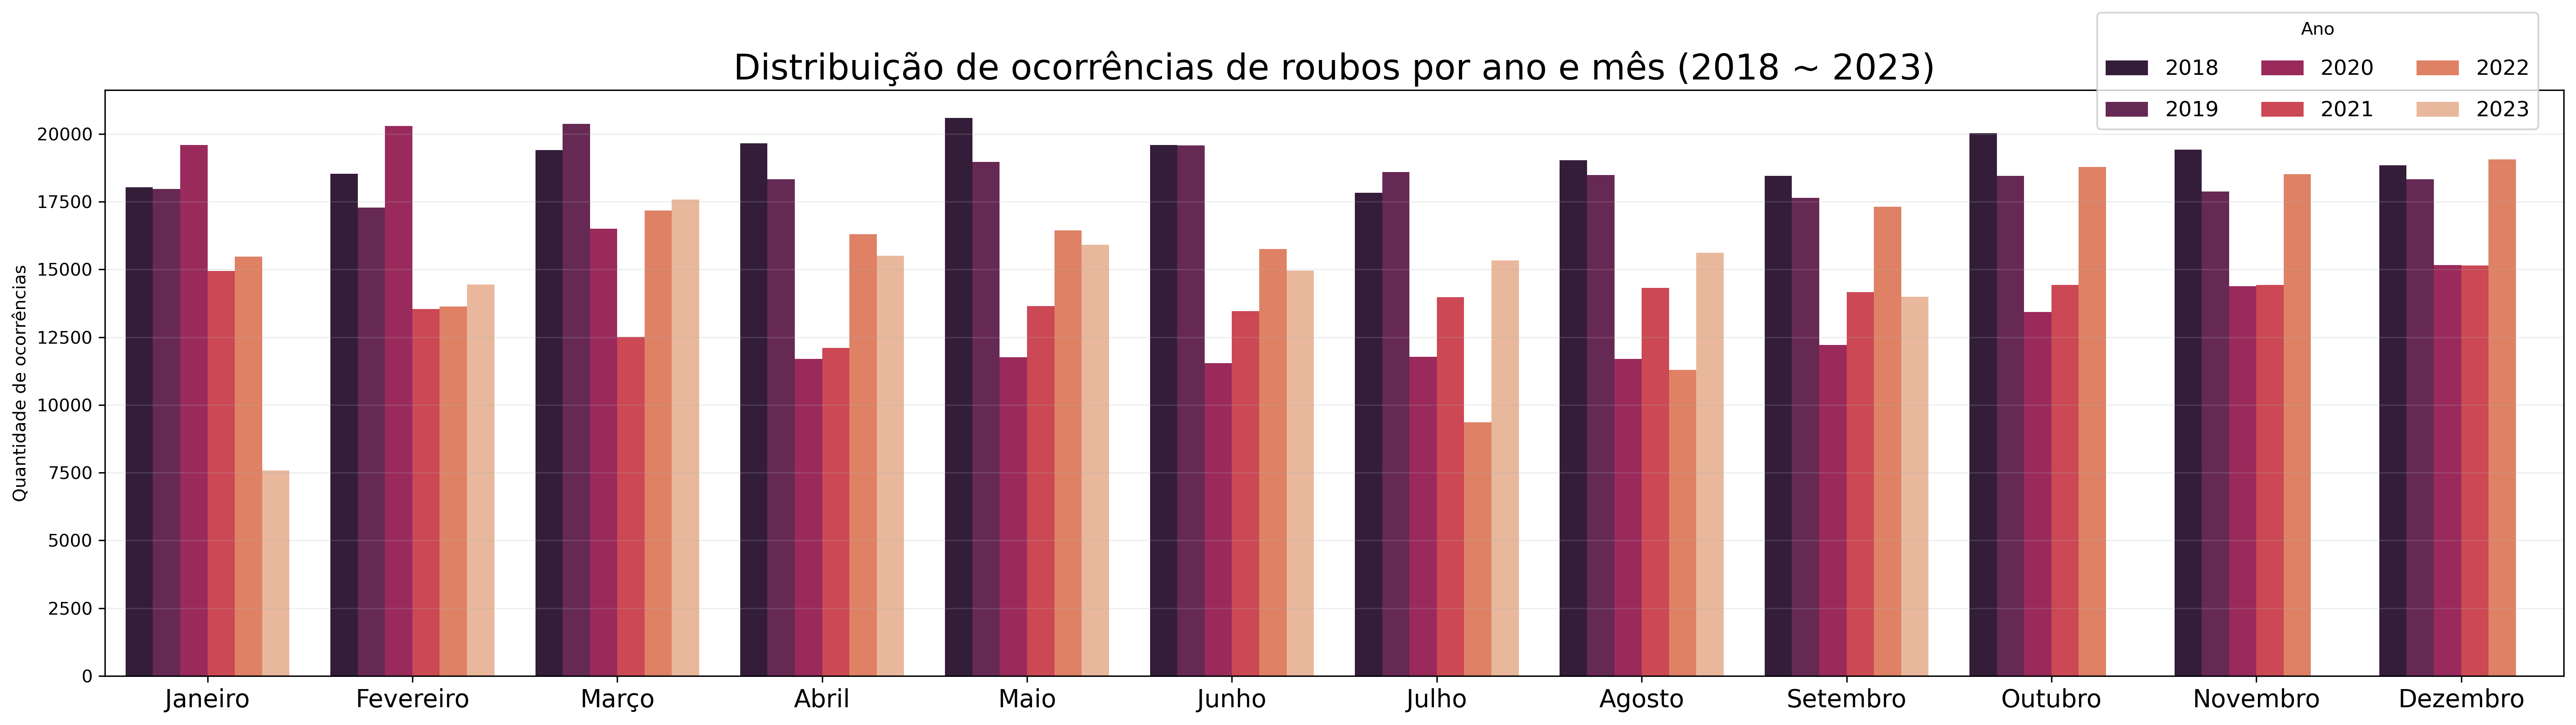 Distribuição de ocorrências de roubos por ano e mês (2018 ~ 2023)
Ano
2018 2020 2022
2019 2021 2023
Quantidade de ocorrências
20000
17500
15000
12500
10000
7500
5000
2500
0
Janeiro Fevereiro Março Abril Maio Junho Julho Agosto Setembro Outubro Novembro Dezembro